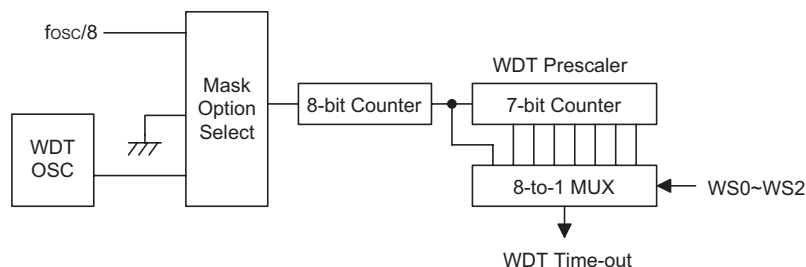 fOSC/8
Mask
Option
Select
WDT
OSC
8-bit Counter
WDT Prescaler
7-bit Counter
8-to-1 MUX
WS0~WS2
WDT Time-out